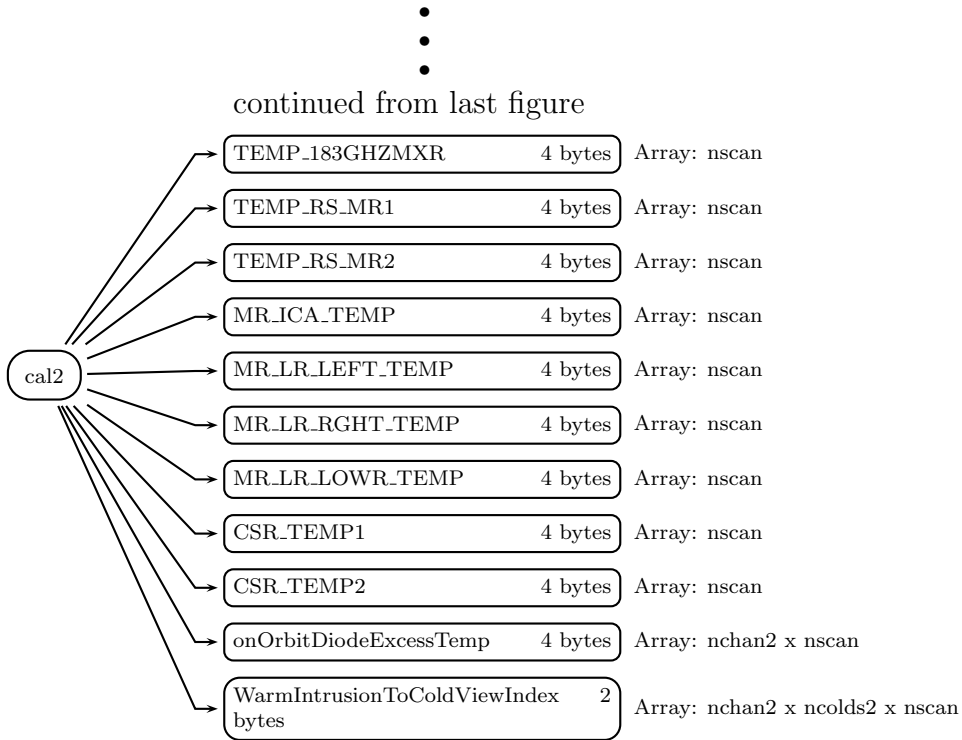 continued from last figure
TEMP_183GHZMXR 4 bytes Array: nscan
TEMP_RS_MR1 4 bytes Array: nscan
TEMP_RS_MR2 4 bytes Array: nscan
MR_ICA_TEMP 4 bytes Array: nscan
MR_LR_LEFT_TEMP 4 bytes Array: nscan
cal2
MR_LR_RGHT_TEMP 4 bytes Array: nscan
MR_LR_LOWR_TEMP 4 bytes Array: nscan
CSR_TEMP1 4 bytes Array: nscan
CSR_TEMP2 4 bytes Array: nscan
onOrbitDiodeExcessTemp 4 bytes Array: nchan2 x nscan
WarmIntrusionToColdViewIndex 2
bytes
Array: nchan2 x ncolds2 x nscan